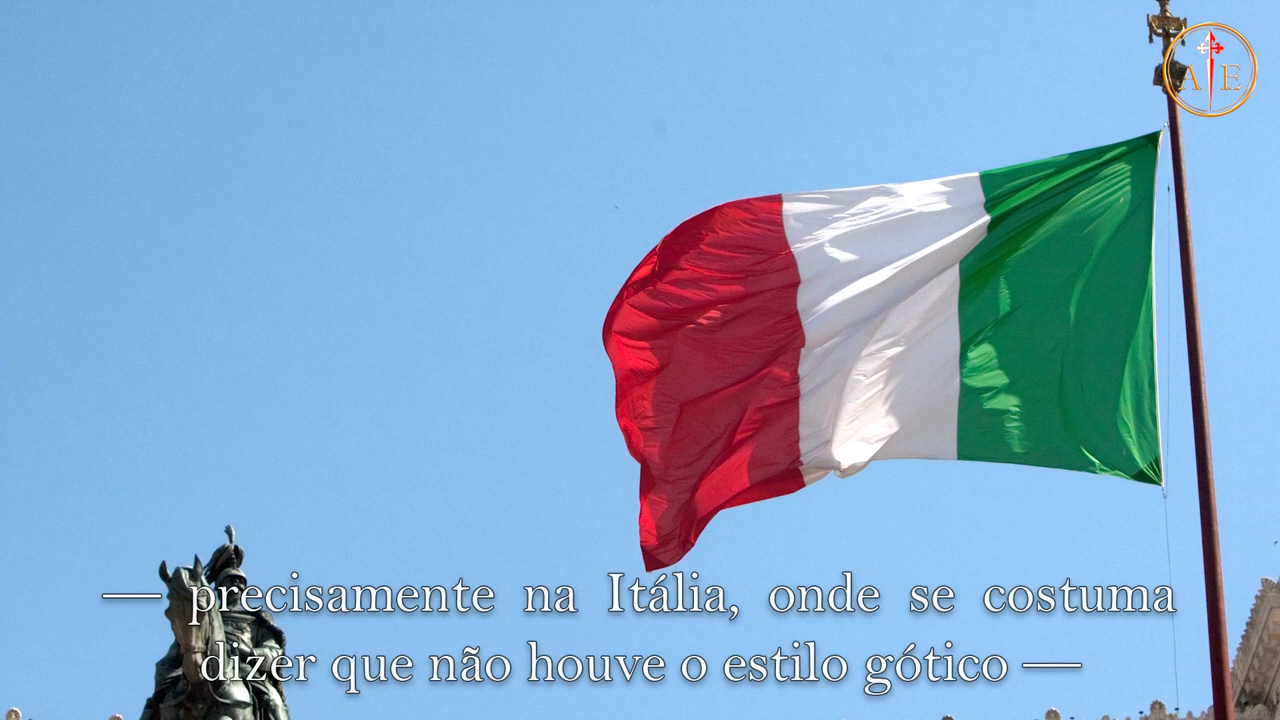 A E
— precisamente na Itália, onde se costuma
dizer que não houve o estilo gótico —